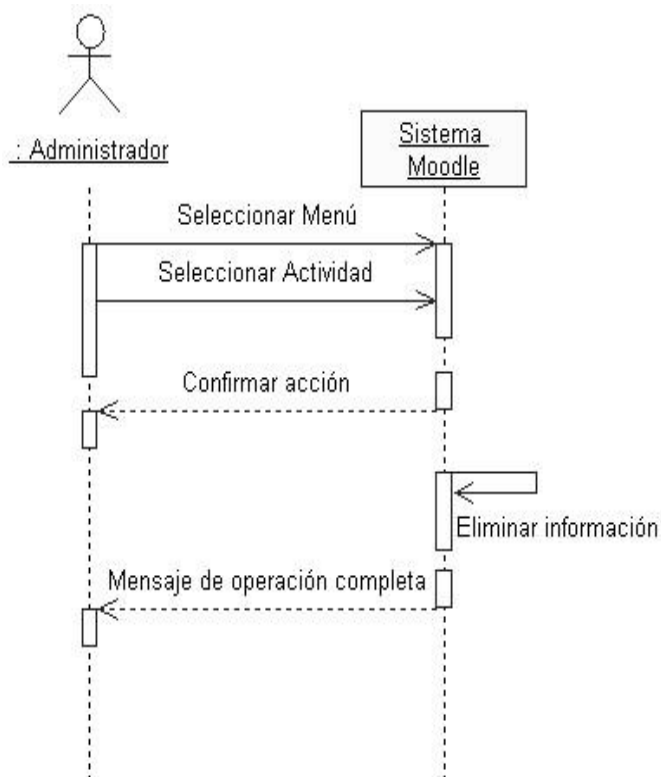 : Administrador
Sistema
Moodle
Seleccionar Menú
Seleccionar Actividad
Confirmar acción
Eliminar información
Mensaje de operación completa